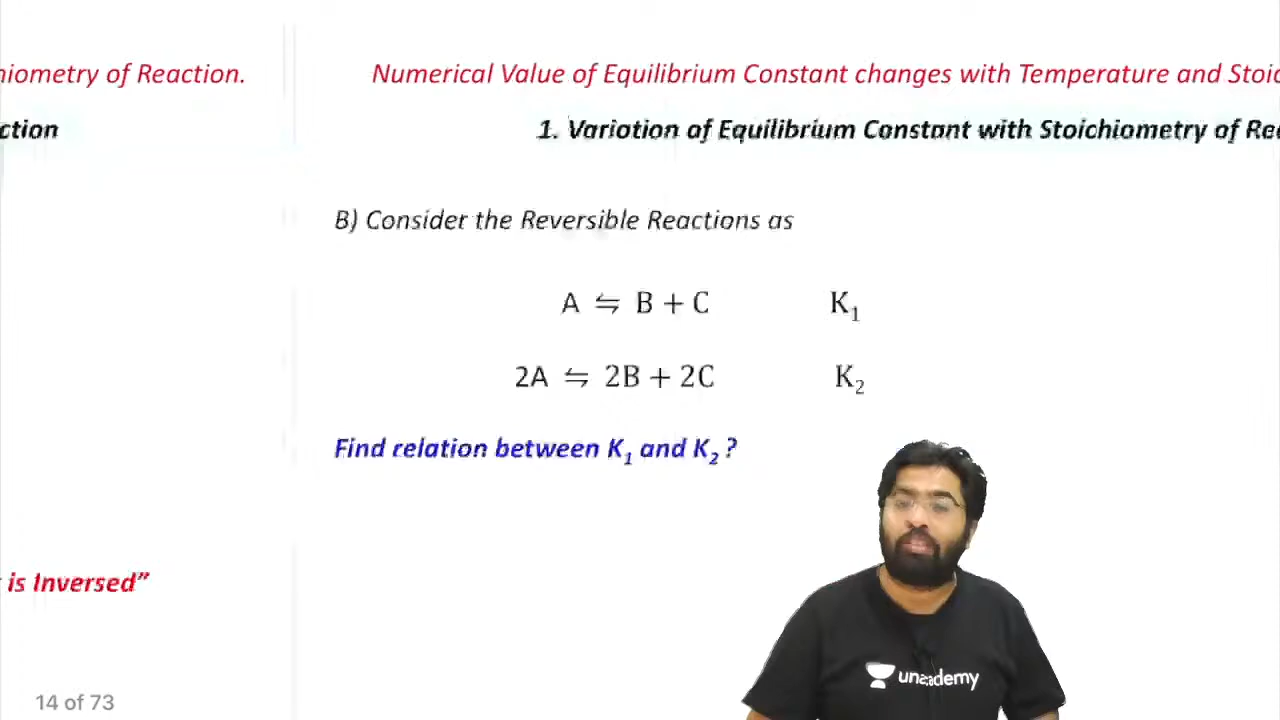 hiometry of Reaction.
ction
is Inversed”
14 of 73
Numerical Value of Equilibrium Constant changes with Temperature and Stoic
1. Variation of Equilibrium Constant with Stoichiometry of Rea
B) Consider the Reversible Reactions as
A ⇋ B + C K₁
2A ⇋ 2B + 2C K₂
Find relation between K₁ and K₂ ?
unacademy